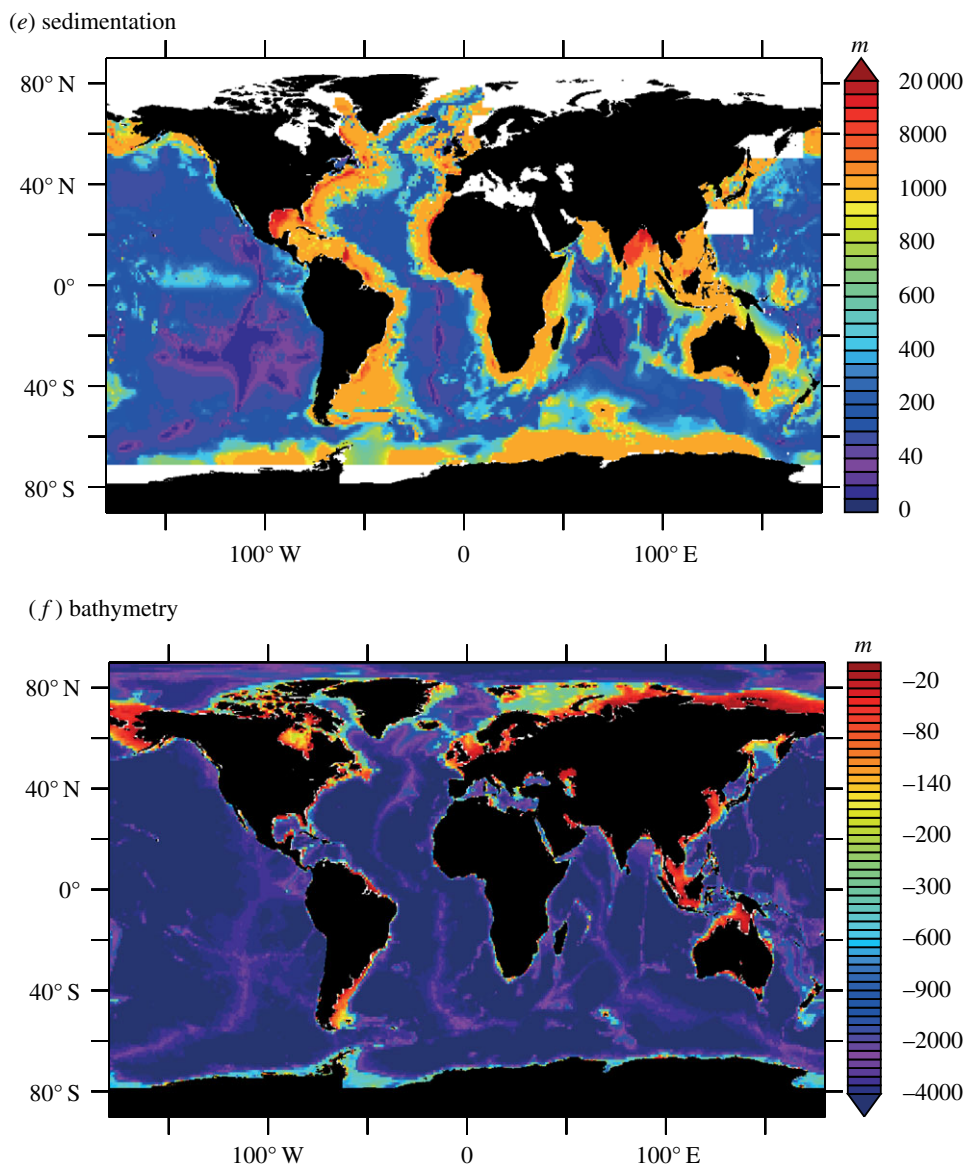 (e) sedimentation
m
80° N
40° N
0°
40° S
80° S
20 000
8000
1000
800
600
400
200
40
0
100° W
0
100° E
(f) bathymetry
m
80° N
40° N
0°
40° S
80° S
–20
–80
–140
–200
–300
–600
–900
–2000
–4000
100° W
0
100° E